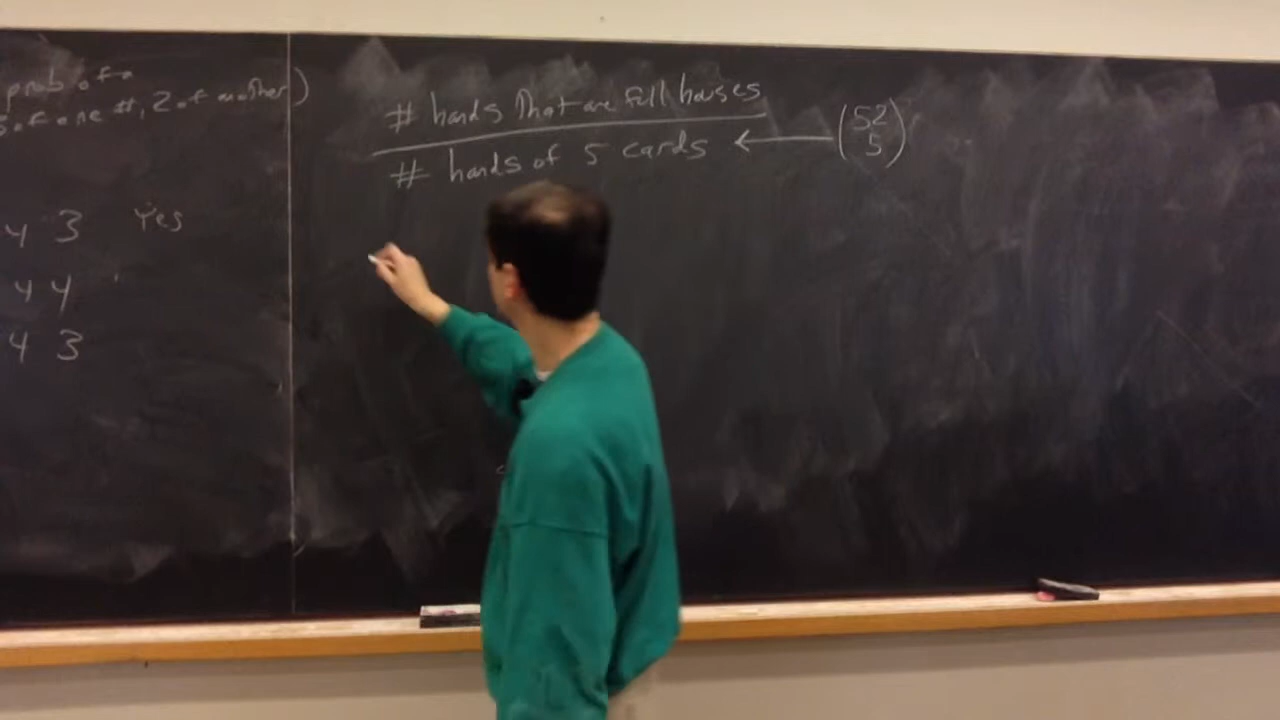 prob of a
3 of one #, 2 of another)
4 3 Yes
4 4
4 3
# hands that are full houses
# hands of 5 cards ← (52
5)